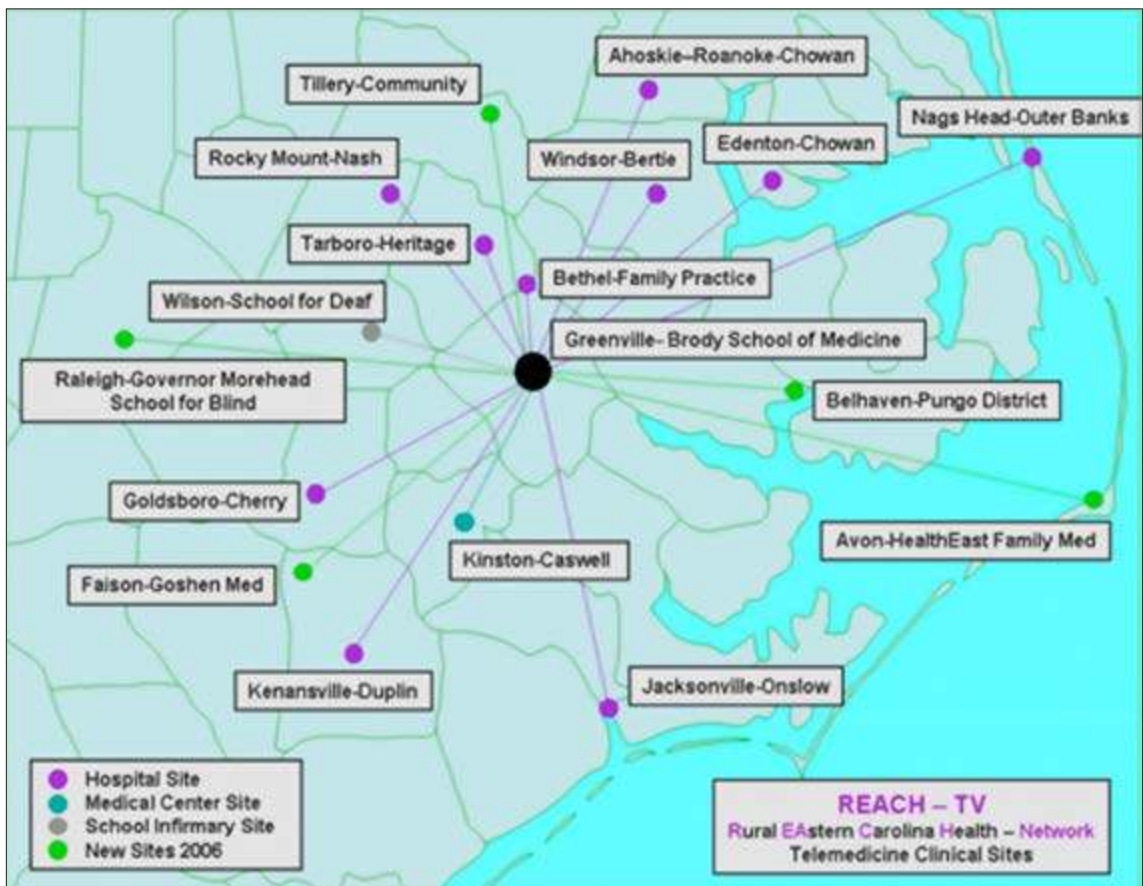 Ahoskie–Roanoke-Chowan
Tillery-Community
Nags Head-Outer Banks
Edenton-Chowan
Rocky Mount-Nash
Windsor-Bertie
Tarboro-Heritage
Bethel-Family Practice
Wilson-School for Deaf
Greenville- Brody School of Medicine
Raleigh-Governor Morehead
School for Blind
Belhaven-Pungo District
Goldsboro-Cherry
Avon-HealthEast Family Med
Kinston-Caswell
Faison-Goshen Med
Kenansville-Duplin
Jacksonville-Onslow
Hospital Site
Medical Center Site
School Infirmary Site
New Sites 2006
REACH – TV
Rural EAstern Carolina Health – Network
Telemedicine Clinical Sites